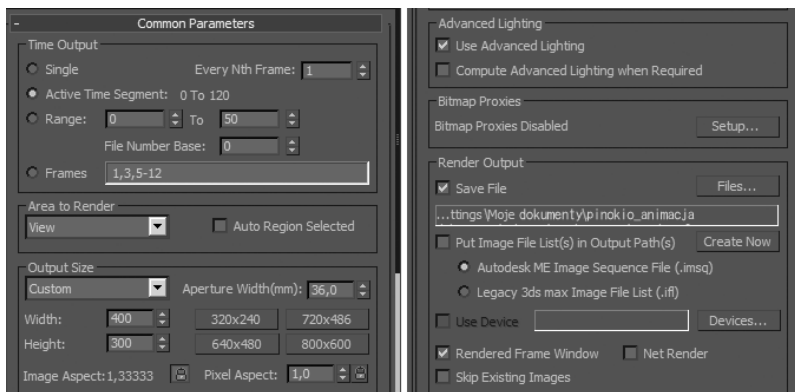 Common Parameters
Time Output
Single
Every Nth Frame: 1
Active Time Segment: 0 To 120
Range: 0 To 50
File Number Base: 0
Frames 1,3,5-12
Area to Render
View
Auto Region Selected
Output Size
Custom
Aperture Width(mm): 36,0
Width: 400 320x240 720x486
Height: 300 640x480 800x600
Image Aspect: 1,33333 Pixel Aspect: 1,0
Advanced Lighting
Use Advanced Lighting
Compute Advanced Lighting when Required
Bitmap Proxies
Bitmap Proxies Disabled Setup...
Render Output
Save File Files...
...ttings\Moje dokumenty\pinokio_animacja
Put Image File List(s) in Output Path(s) Create Now
Autodesk ME Image Sequence File (.imsq)
Legacy 3ds max Image File List (.ifl)
Use Device Devices...
Rendered Frame Window Net Render
Skip Existing Images